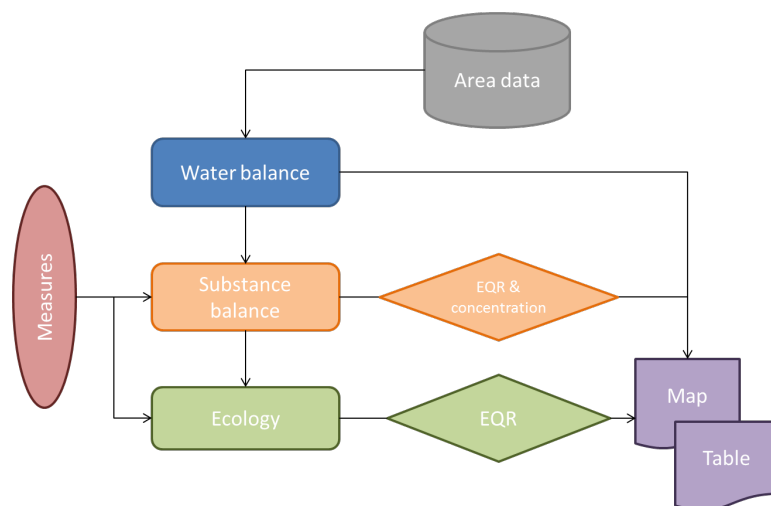 Area data
Water balance
Measures
Substance
balance
EQR &
concentration
Ecology
EQR
Map
Table